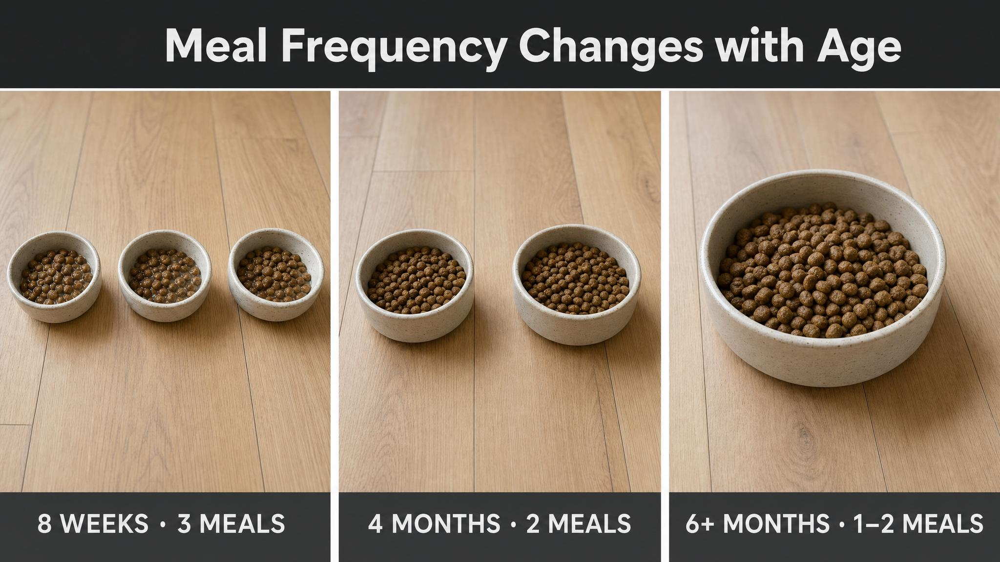 Meal Frequency Changes with Age
8 WEEKS · 3 MEALS
4 MONTHS · 2 MEALS
6+ MONTHS · 1–2 MEALS